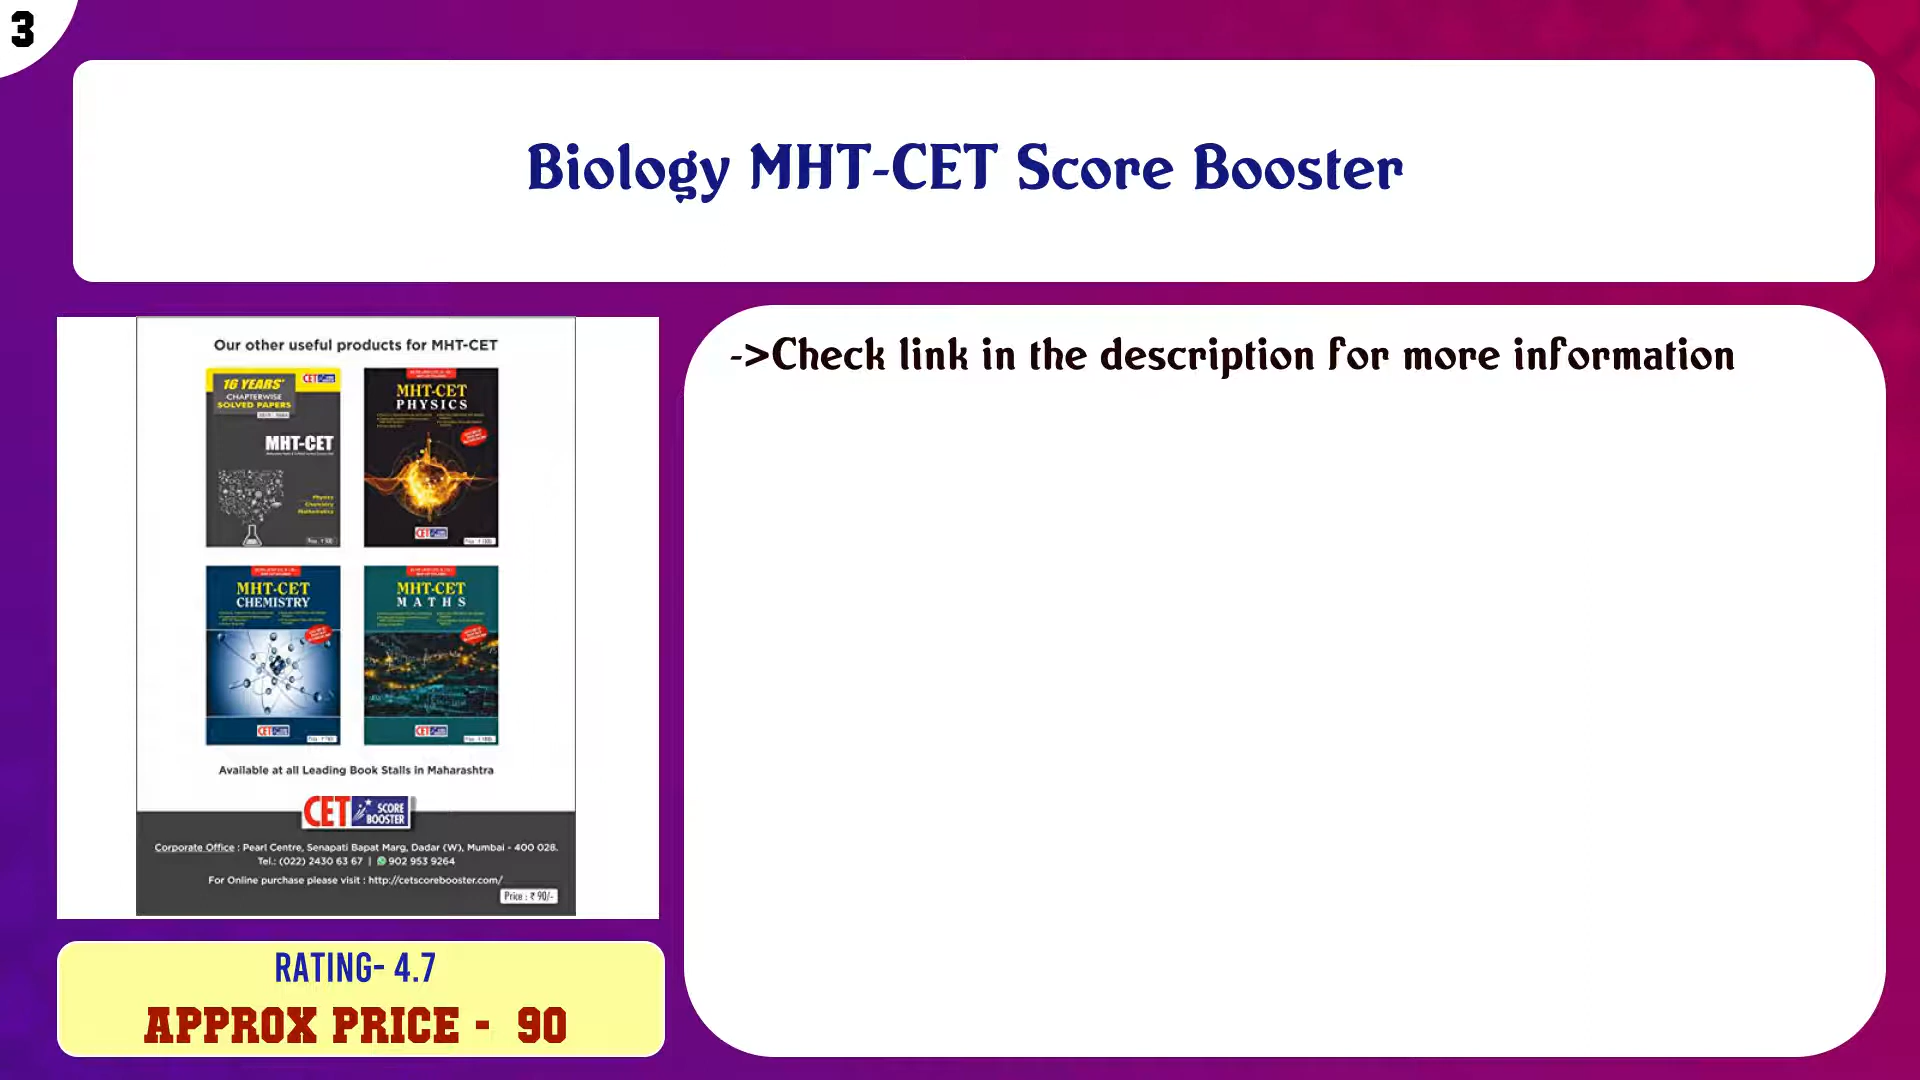 3
Biology MHT-CET Score Booster
Our other useful products for MHT-CET
16 YEARS'
CHAPTERWISE
SOLVED PAPERS
MHT-CET
Physics
Chemistry
Mathematics
MHT-CET
PHYSICS
MHT-CET
CHEMISTRY
MHT-CET
MATHS
Available at all Leading Book Stalls in Maharashtra
CET SCORE
BOOSTER
Corporate Office : Pearl Centre, Senapati Bapat Marg, Dadar (W), Mumbai - 400 028.
Tel.: (022) 2430 63 67 | 902 953 9264
For Online purchase please visit : http://cetscorebooster.com/
Price : ₹ 90/-
RATING- 4.7
APPROX PRICE - 90
->Check link in the description for more information